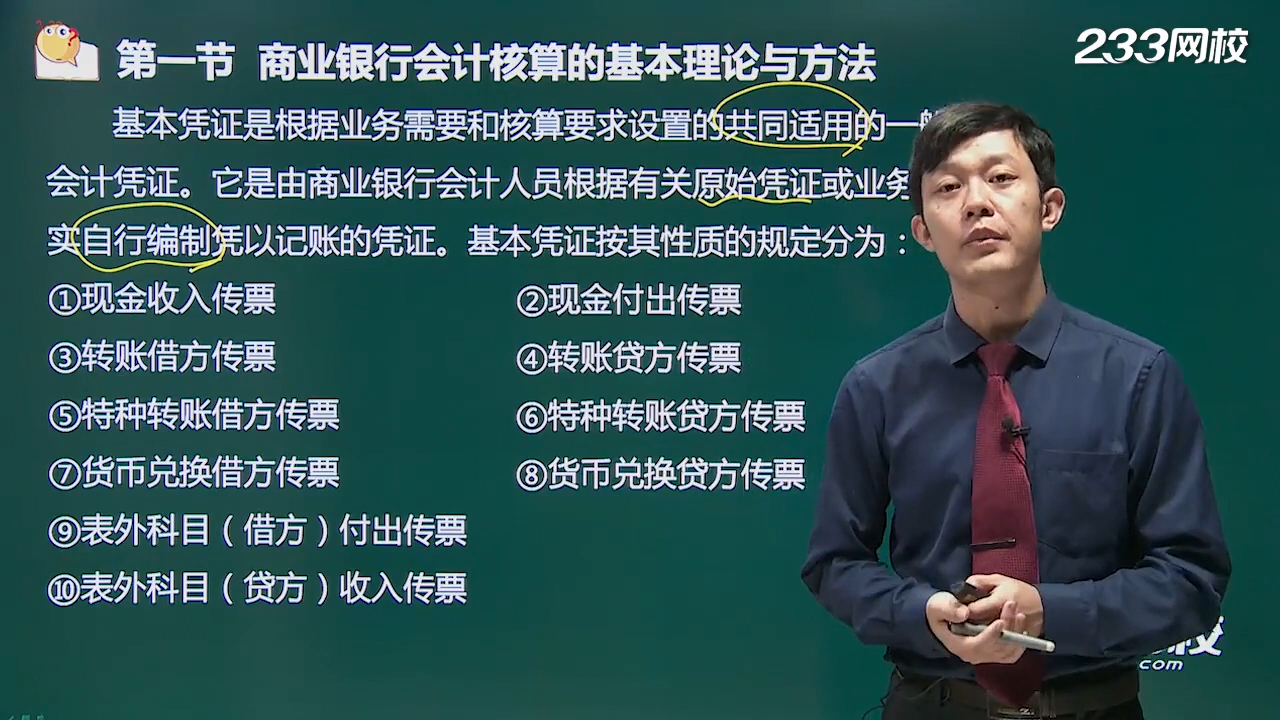 第一节 商业银行会计核算的基本理论与方法
233网校
基本凭证是根据业务需要和核算要求设置的共同适用的一
会计凭证。它是由商业银行会计人员根据有关原始凭证或业务
实自行编制凭以记账的凭证。基本凭证按其性质的规定分为：
①现金收入传票 ②现金付出传票
③转账借方传票 ④转账贷方传票
⑤特种转账借方传票 ⑥特种转账贷方传票
⑦货币兑换借方传票 ⑧货币兑换贷方传票
⑨表外科目（借方）付出传票
⑩表外科目（贷方）收入传票
校
.com